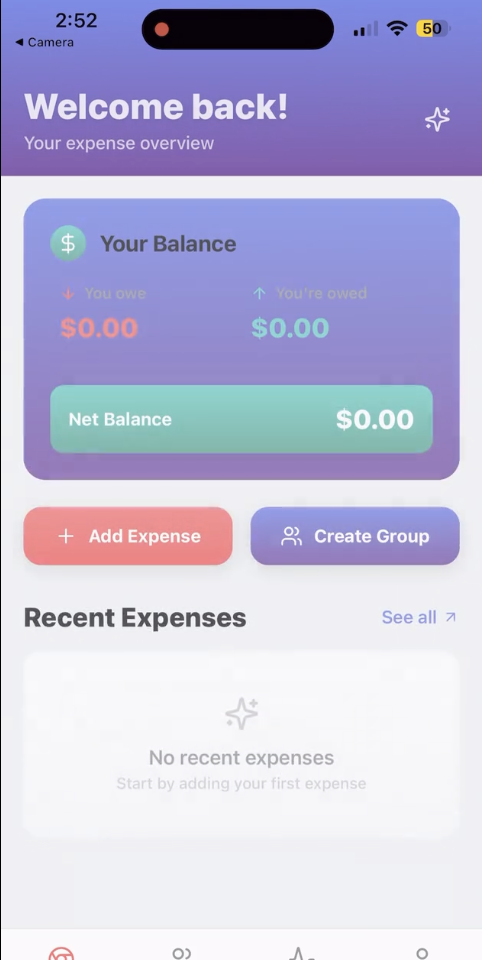 2:52
50
◀ Camera
Welcome back!
Your expense overview
$ Your Balance
You owe
You're owed
$0.00
$0.00
Net Balance
$0.00
Add Expense
Create Group
Recent Expenses
See all
No recent expenses
Start by adding your first expense